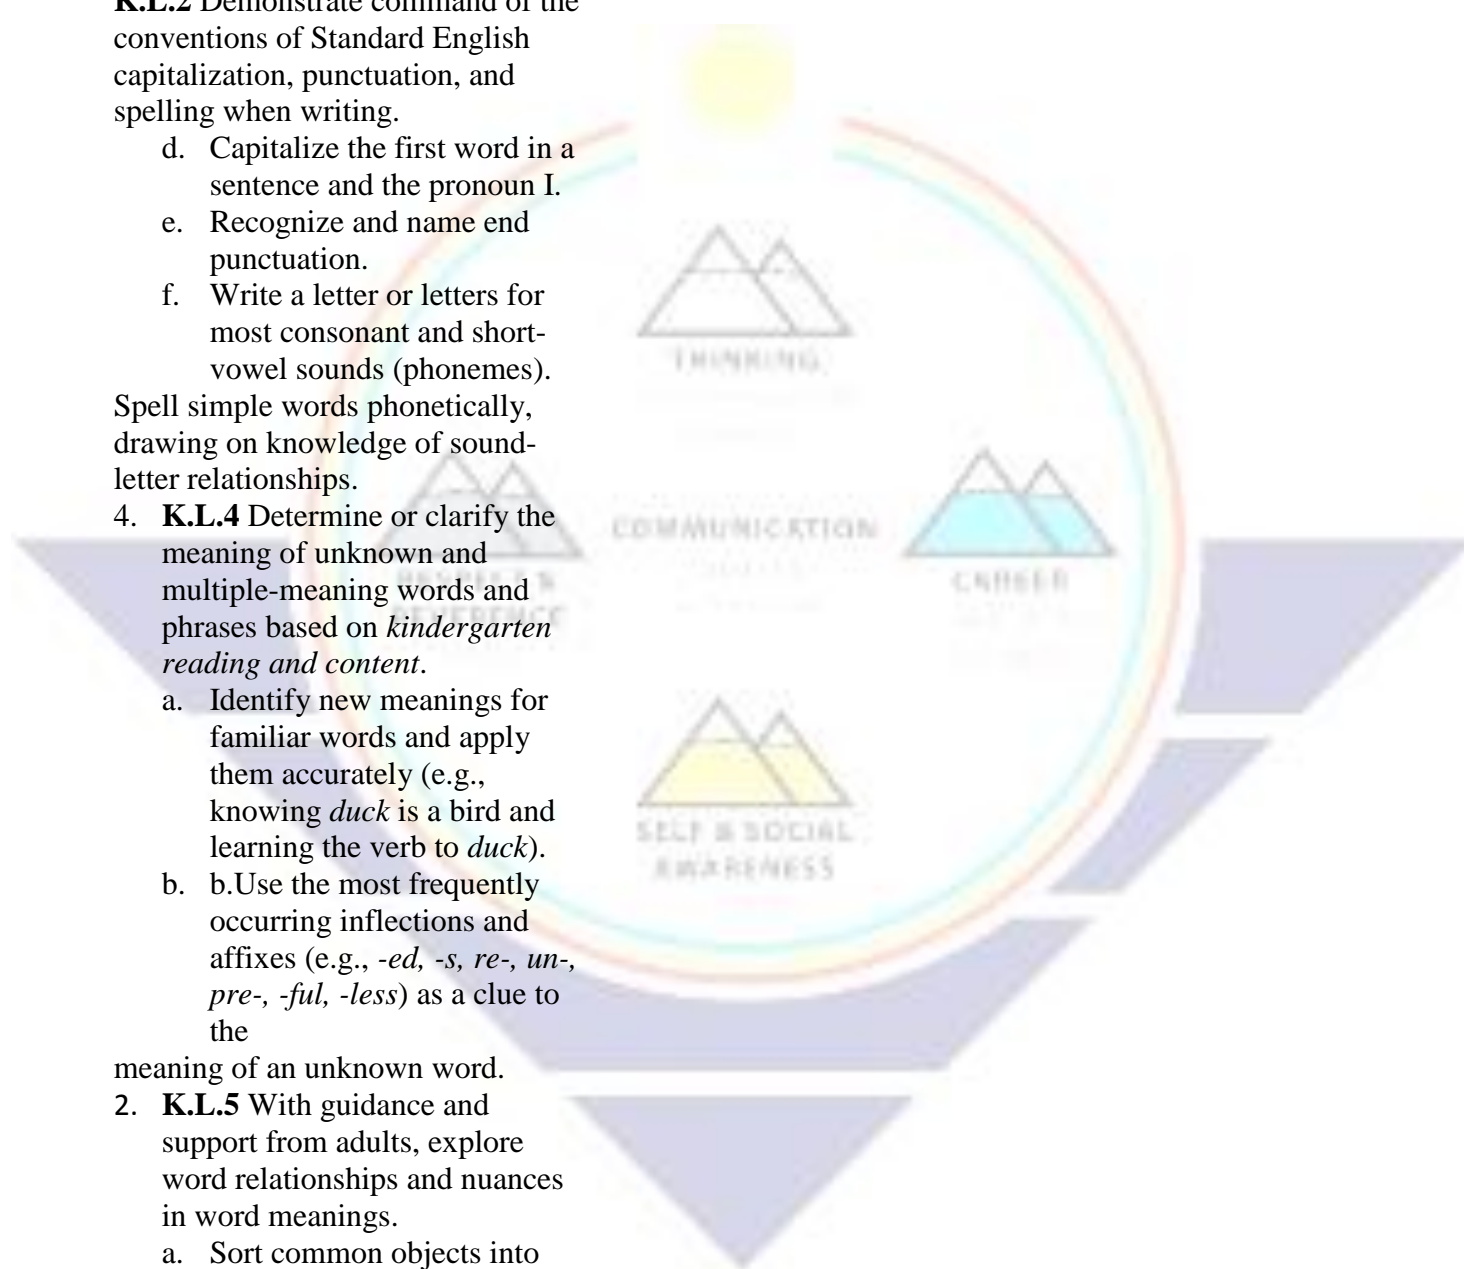 K.L.2 Demonstrate command of the
conventions of Standard English
capitalization, punctuation, and
spelling when writing.
d. Capitalize the first word in a
sentence and the pronoun I.
e. Recognize and name end
punctuation.
f. Write a letter or letters for
most consonant and short-
vowel sounds (phonemes).
Spell simple words phonetically,
drawing on knowledge of sound-
letter relationships.
4. K.L.4 Determine or clarify the
meaning of unknown and
multiple-meaning words and
phrases based on kindergarten
reading and content.
a. Identify new meanings for
familiar words and apply
them accurately (e.g.,
knowing duck is a bird and
learning the verb to duck).
b. b.Use the most frequently
occurring inflections and
affixes (e.g., -ed, -s, re-, un-,
pre-, -ful, -less) as a clue to
the
meaning of an unknown word.
2. K.L.5 With guidance and
support from adults, explore
word relationships and nuances
in word meanings.
a. Sort common objects into
THINKING
COMMUNICATION
RESPECT &
REVERENCE
CAREER
SELF & SOCIAL
AWARENESS